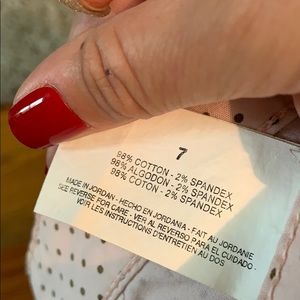 7
98% COTTON - 2% SPANDEX
98% ALGODON - 2% SPANDEX
98% COTON - 2% SPANDEX
MADE IN JORDAN - HECHO EN JORDANIA - FAIT AU JORDANIE
SEE REVERSE FOR CARE - VER AL REVERSO PARA EL CUIDADO -
VOIR LES INSTRUCTIONS D'ENTRETIEN AU DOS